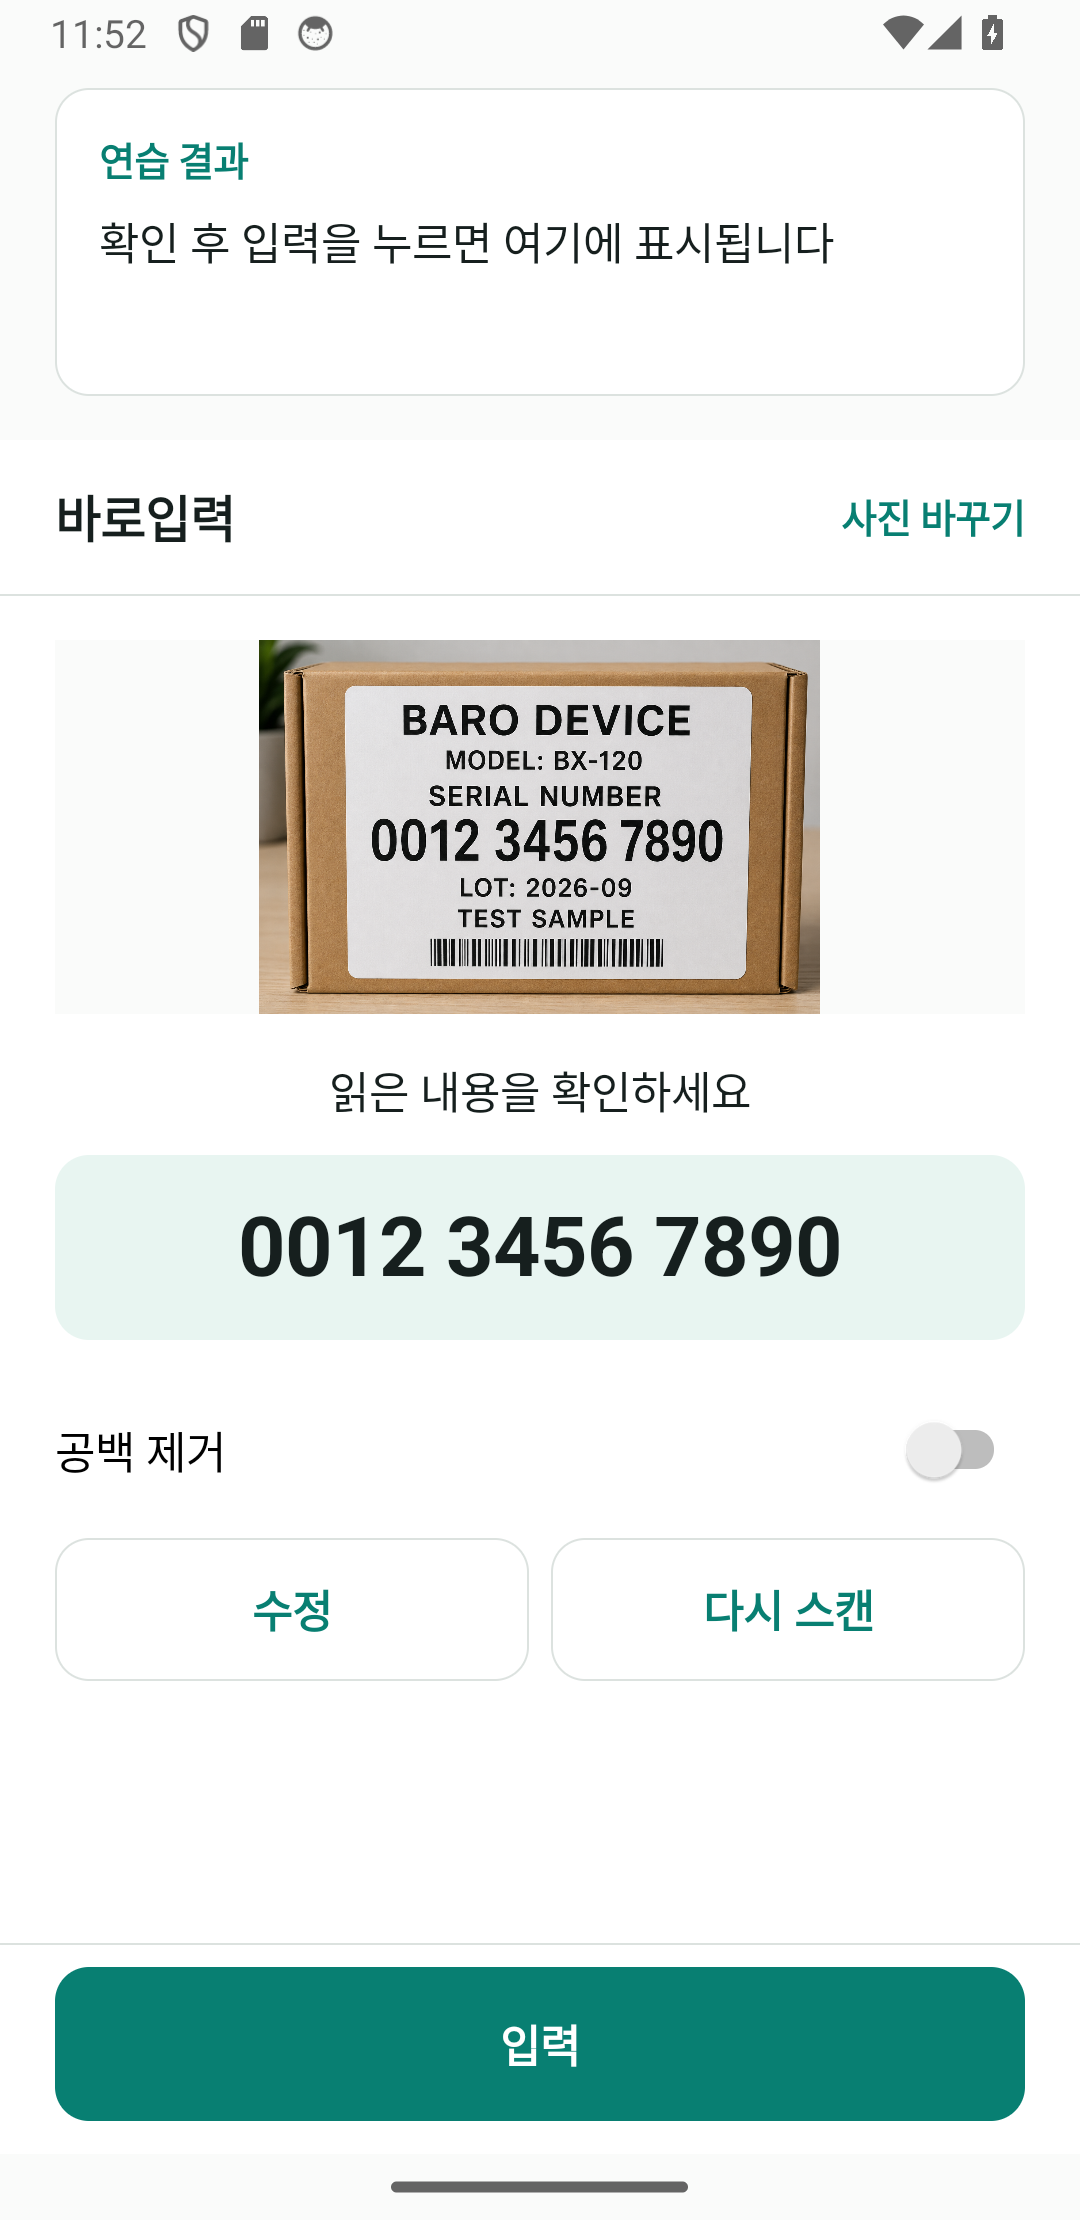 11:52
연습 결과
확인 후 입력을 누르면 여기에 표시됩니다
바로입력
사진 바꾸기
BARO DEVICE
MODEL: BX-120
SERIAL NUMBER
0012 3456 7890
LOT: 2026-09
TEST SAMPLE
읽은 내용을 확인하세요
0012 3456 7890
공백 제거
수정
다시 스캔
입력